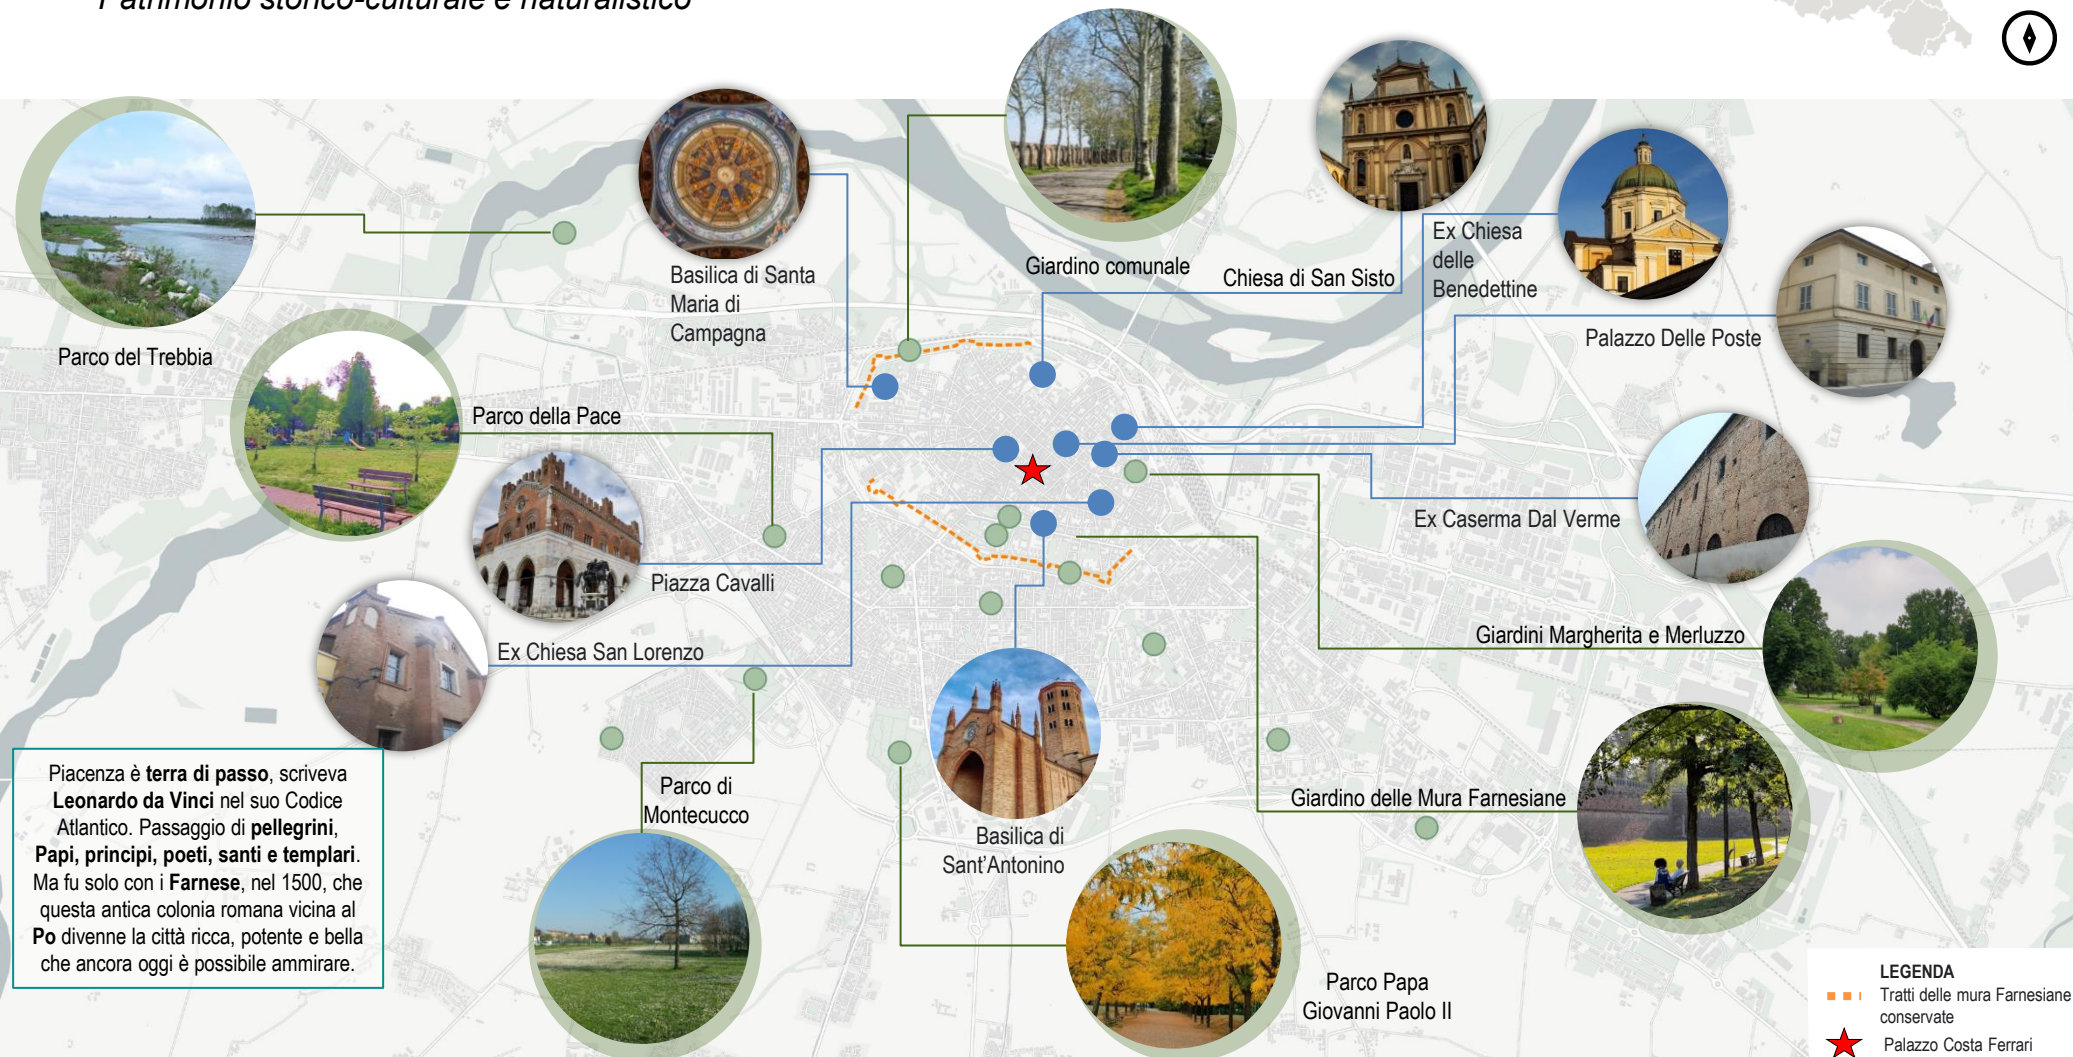 Patrimonio storico-culturale e naturalistico
Giardino comunale
Chiesa di San Sisto
Ex Chiesa
delle
Benedettine
Basilica di Santa
Maria di
Campagna
Palazzo Delle Poste
Parco del Trebbia
Parco della Pace
Ex Caserma Dal Verme
Piazza Cavalli
Giardini Margherita e Merluzzo
Ex Chiesa San Lorenzo
Piacenza è terra di passo, scriveva
Leonardo da Vinci nel suo Codice
Atlantico. Passaggio di pellegrini,
Papi, principi, poeti, santi e templari.
Ma fu solo con i Farnese, nel 1500, che
questa antica colonia romana vicina al
Po divenne la città ricca, potente e bella
che ancora oggi è possibile ammirare.
Parco di
Montecucco
Giardino delle Mura Farnesiane
Basilica di
Sant'Antonino
Parco Papa
Giovanni Paolo II
LEGENDA
Tratti delle mura Farnesiane
conservate
Palazzo Costa Ferrari